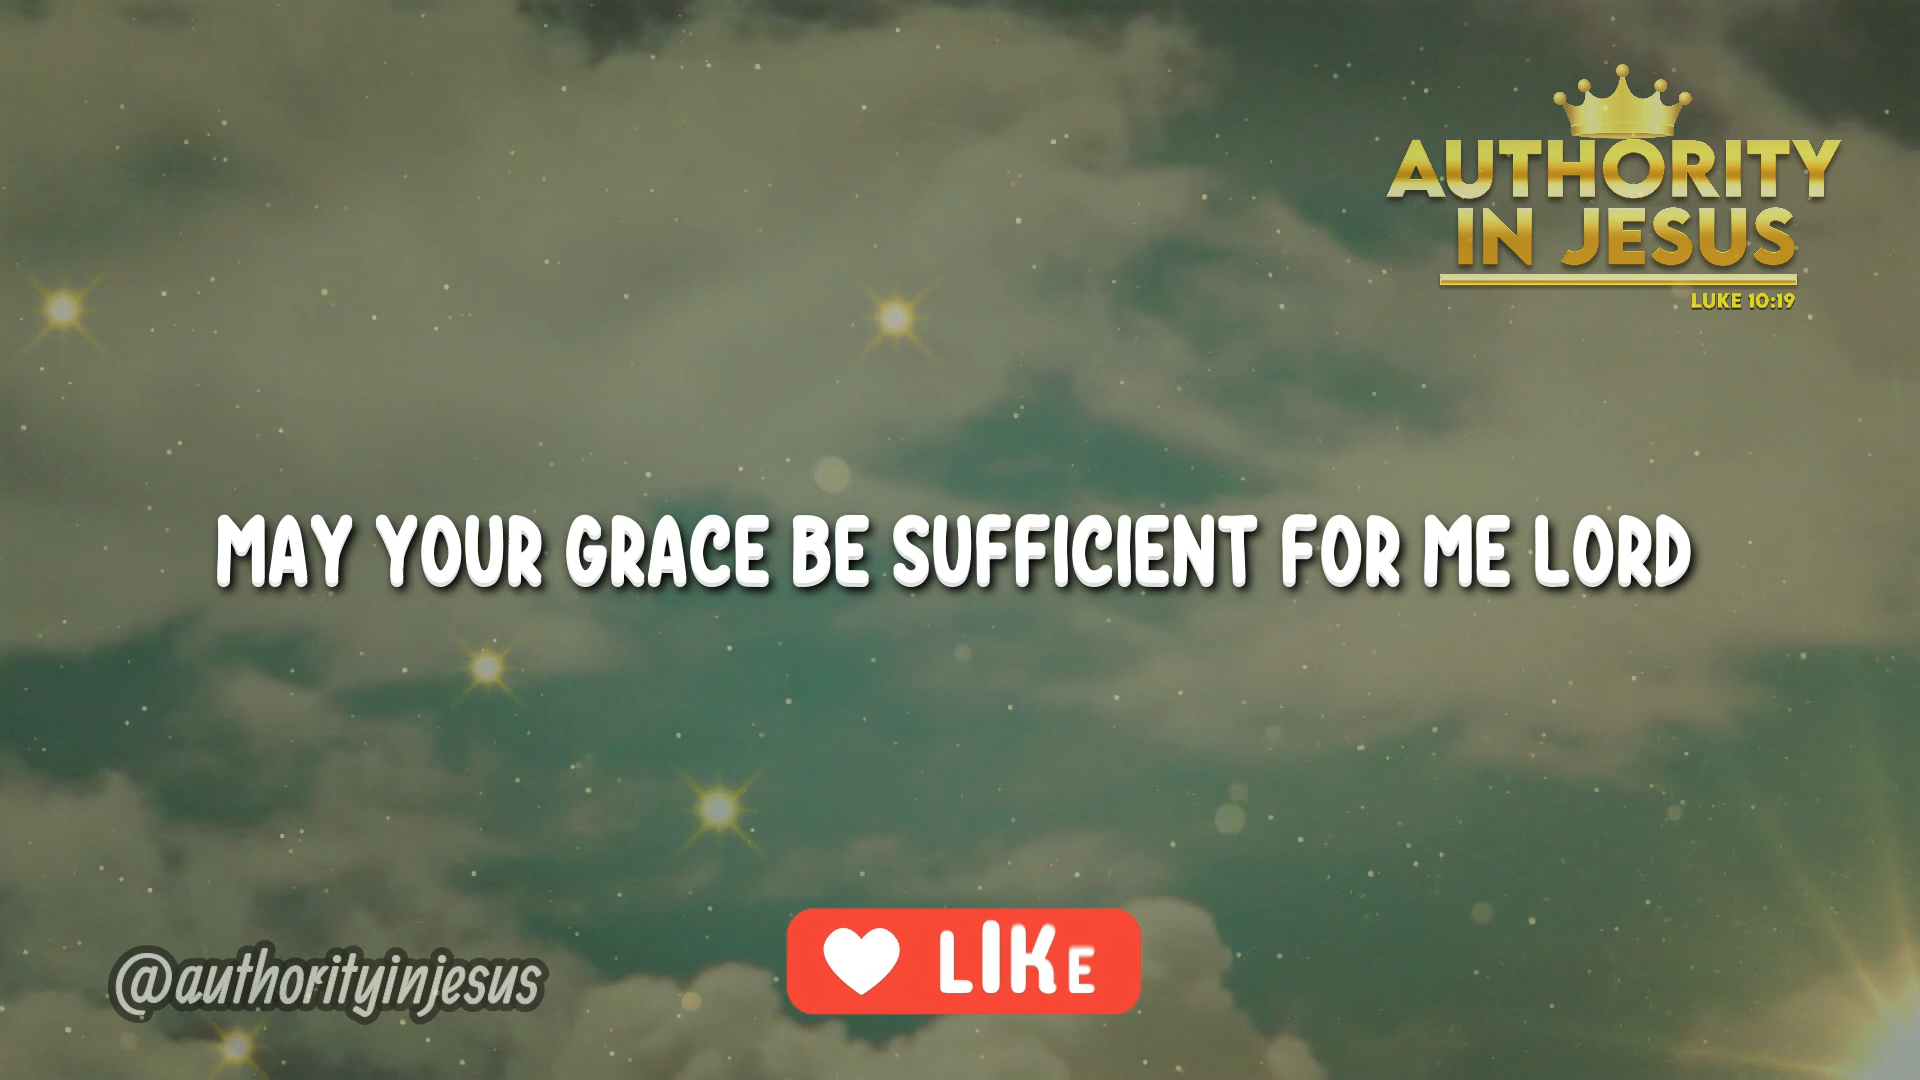 AUTHORITY
IN JESUS
LUKE 10:19
MAY YOUR GRACE BE SUFFICIENT FOR ME LORD
@authorityinjesus
LIKE